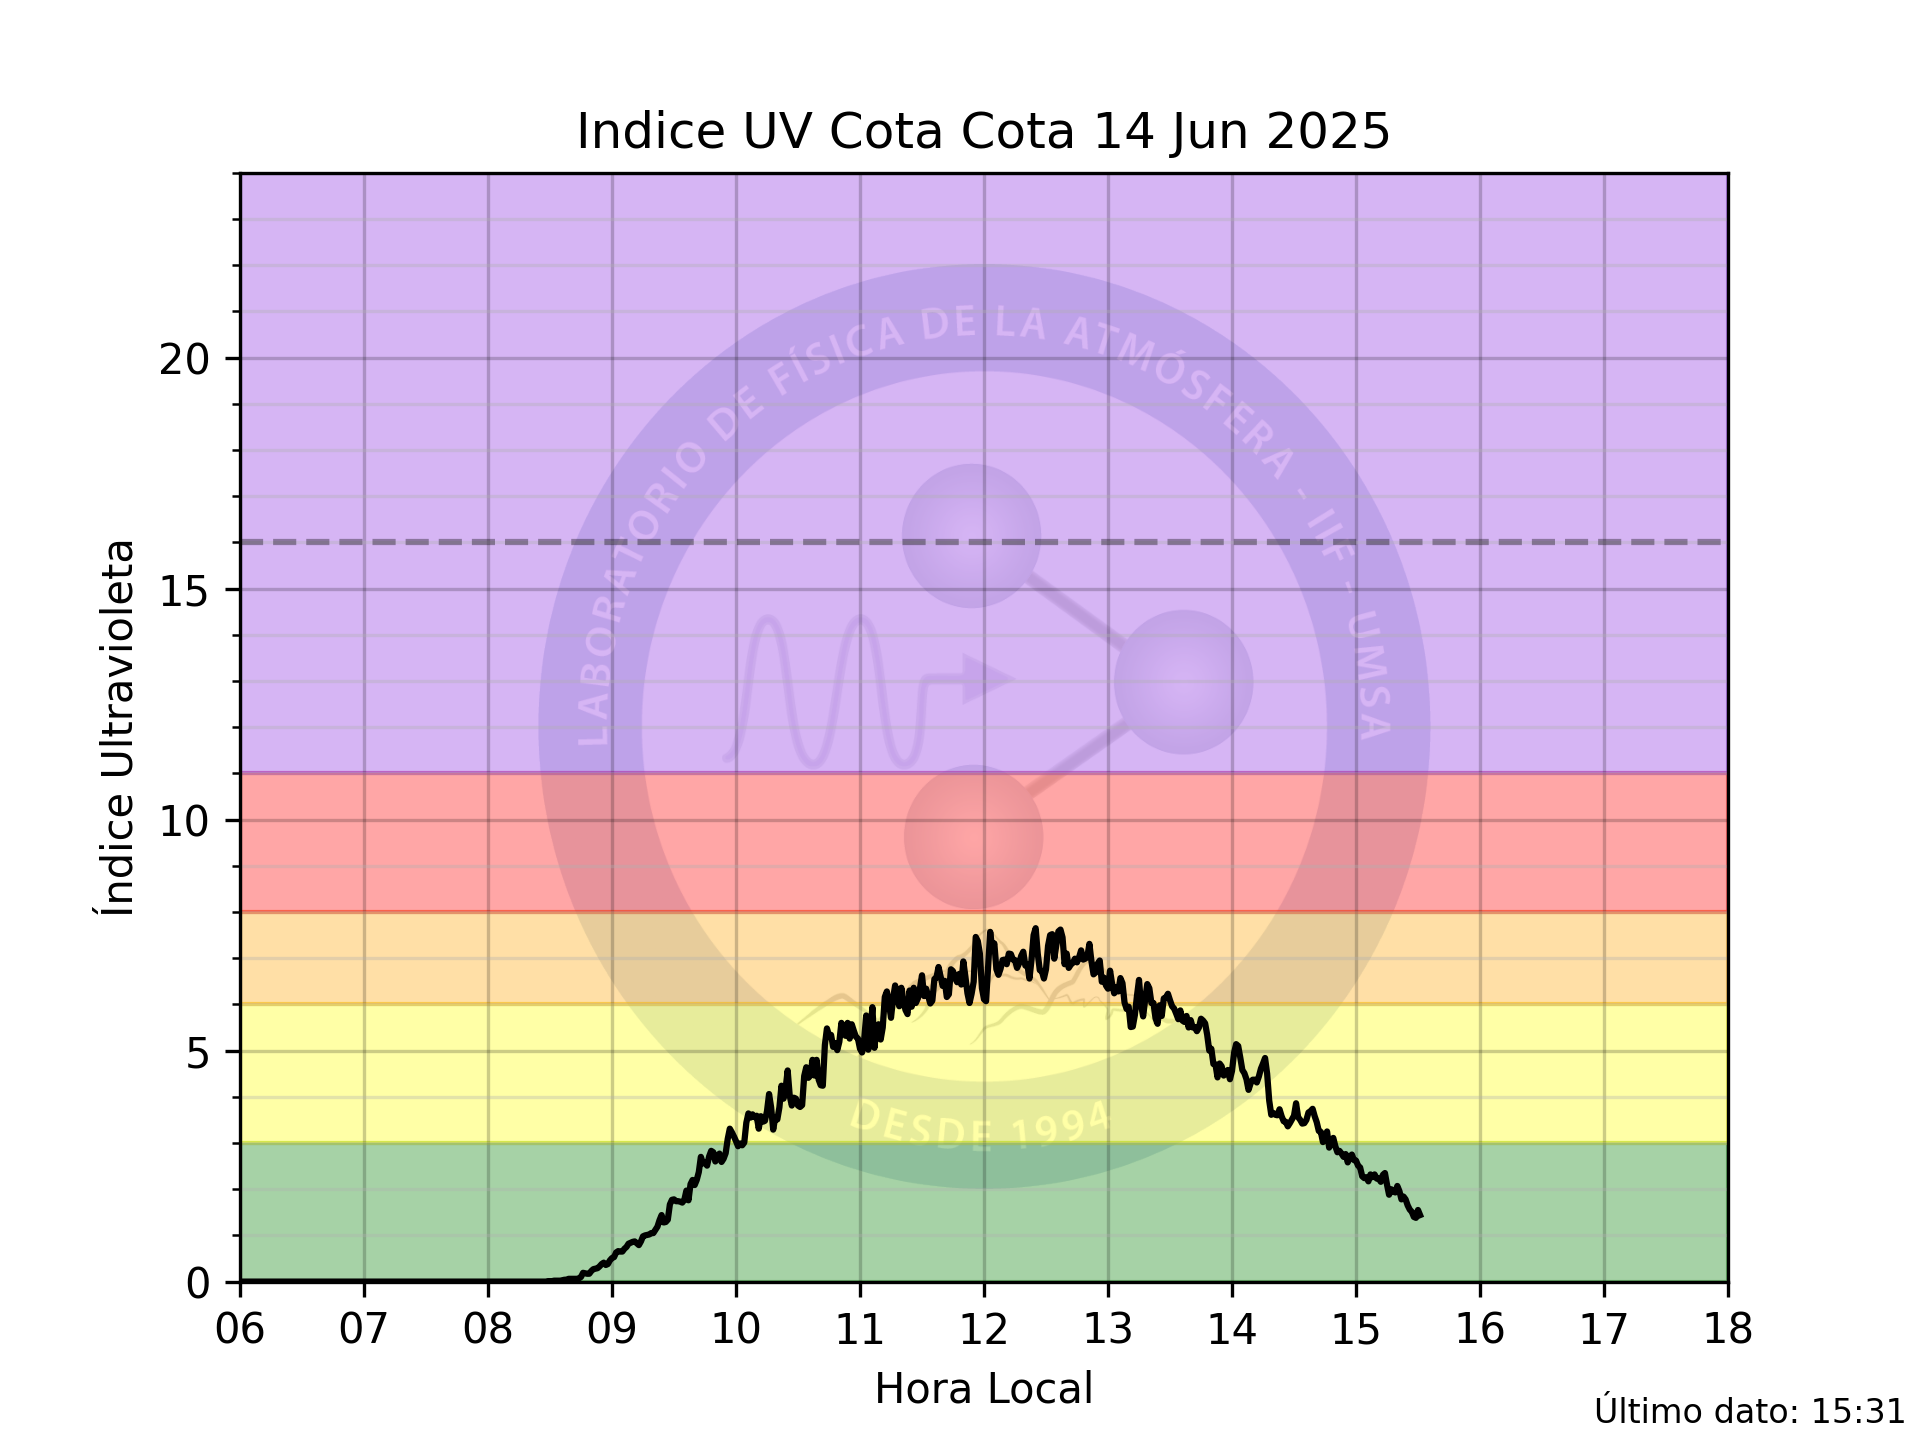 Indice UV Cota Cota 14 Jun 2025
LABORATORIO DE FÍSICA DE LA ATMÓSFERA - IIF - UMSA
DESDE 1994
Índice Ultravioleta
20
15
10
5
0
06 07 08 09 10 11 12 13 14 15 16 17 18
Hora Local
Último dato: 15:31